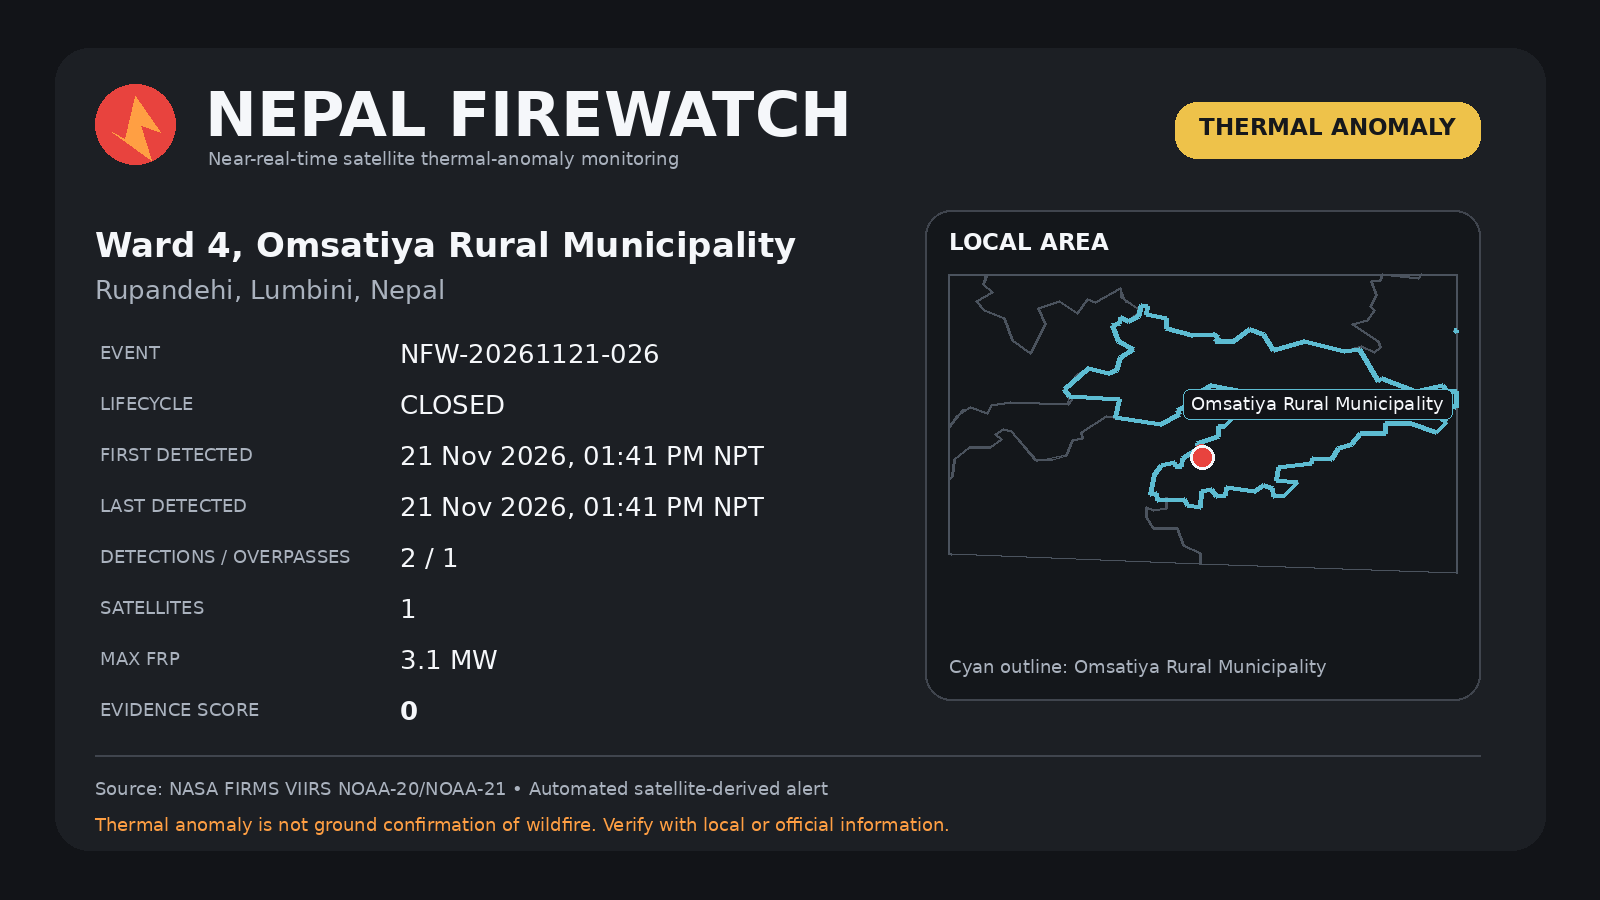 NEPAL FIREWATCH
Near-real-time satellite thermal-anomaly monitoring
THERMAL ANOMALY
Ward 4, Omsatiya Rural Municipality
Rupandehi, Lumbini, Nepal
EVENT NFW-20261121-026
LIFECYCLE CLOSED
FIRST DETECTED 21 Nov 2026, 01:41 PM NPT
LAST DETECTED 21 Nov 2026, 01:41 PM NPT
DETECTIONS / OVERPASSES 2 / 1
SATELLITES 1
MAX FRP 3.1 MW
EVIDENCE SCORE 0
LOCAL AREA
Omsatiya Rural Municipality
Cyan outline: Omsatiya Rural Municipality
Source: NASA FIRMS VIIRS NOAA-20/NOAA-21 • Automated satellite-derived alert
Thermal anomaly is not ground confirmation of wildfire. Verify with local or official information.